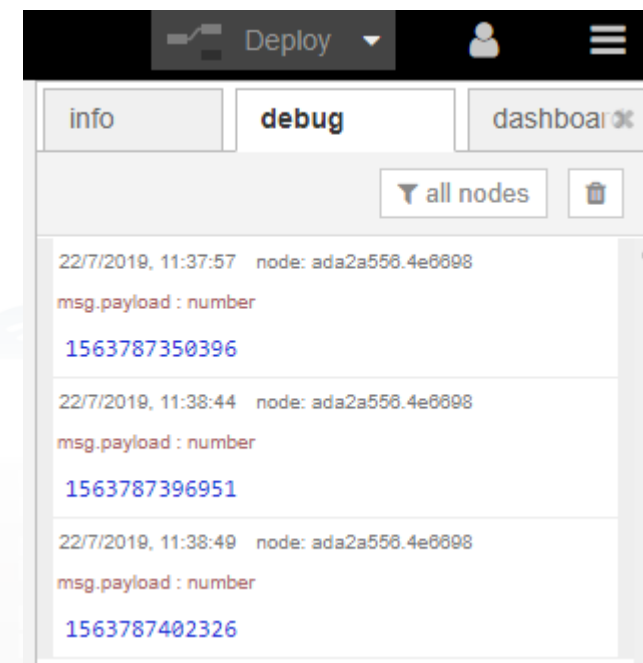 Deploy
info debug dashboar
all nodes
22/7/2019, 11:37:57 node: ada2a556.4e6698
msg.payload : number
1563787350396
22/7/2019, 11:38:44 node: ada2a556.4e6698
msg.payload : number
1563787396951
22/7/2019, 11:38:49 node: ada2a556.4e6698
msg.payload : number
1563787402326